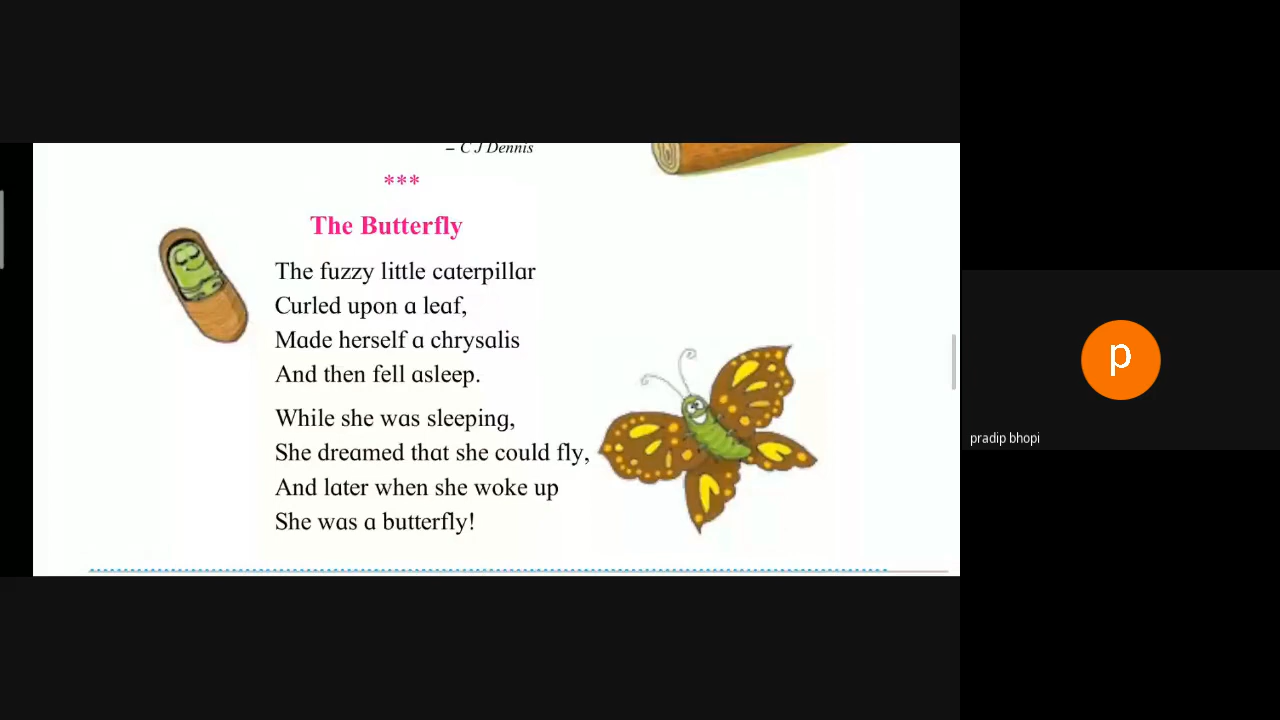 – C J Dennis
***
The Butterfly
The fuzzy little caterpillar
Curled upon a leaf,
Made herself a chrysalis
And then fell asleep.
While she was sleeping,
She dreamed that she could fly,
And later when she woke up
She was a butterfly!
p
pradip bhopi